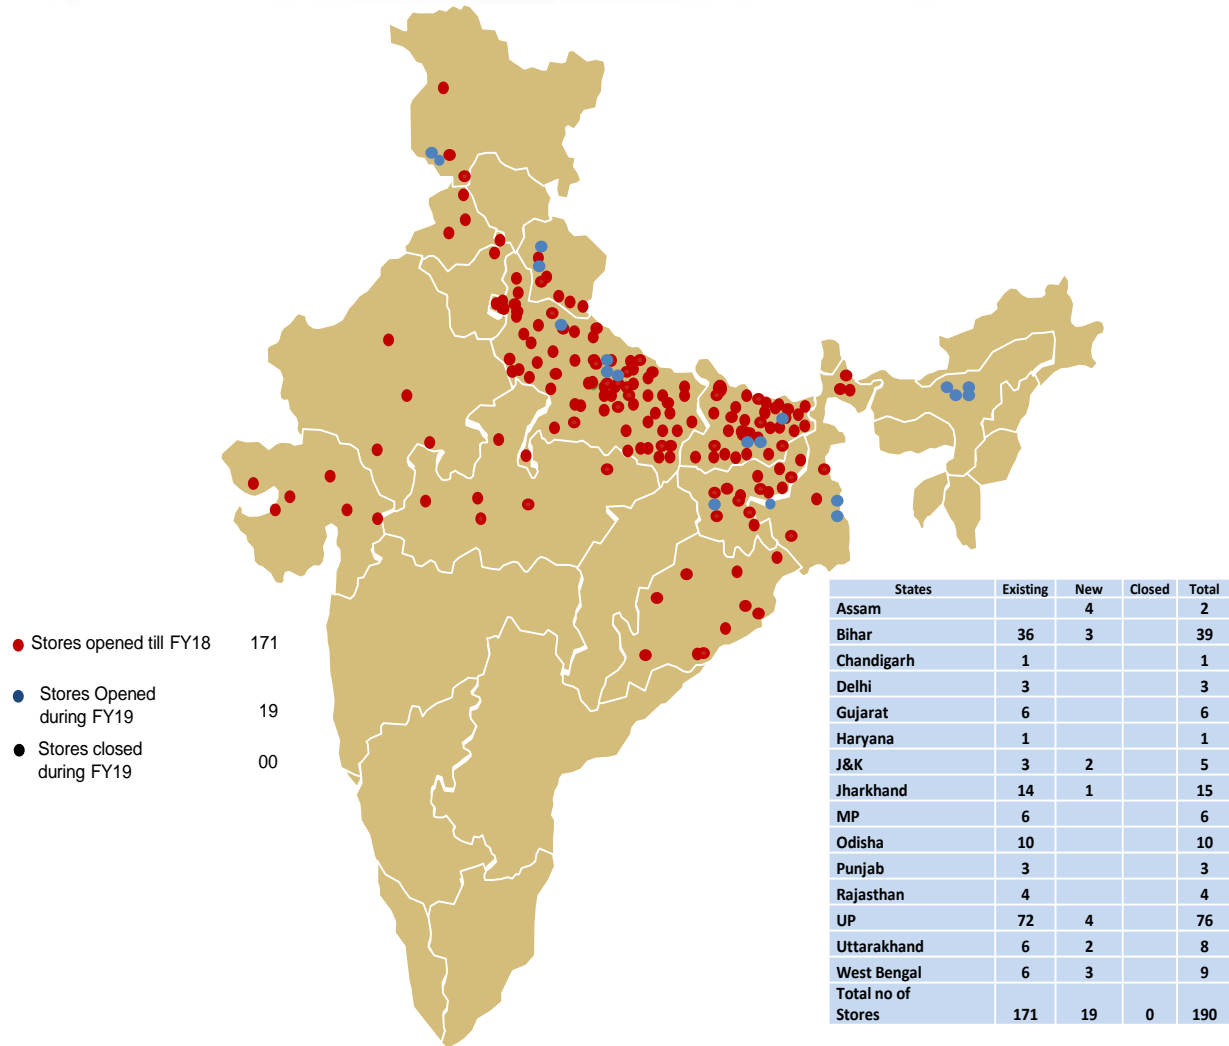 Stores opened till FY18 171
Stores Opened
during FY19 19
Stores closed
during FY19 00
States Existing New Closed Total
Assam 4 2
Bihar 36 3 39
Chandigarh 1 1
Delhi 3 3
Gujarat 6 6
Haryana 1 1
J&K 3 2 5
Jharkhand 14 1 15
MP 6 6
Odisha 10 10
Punjab 3 3
Rajasthan 4 4
UP 72 4 76
Uttarakhand 6 2 8
West Bengal 6 3 9
Total no of
Stores 171 19 0 190